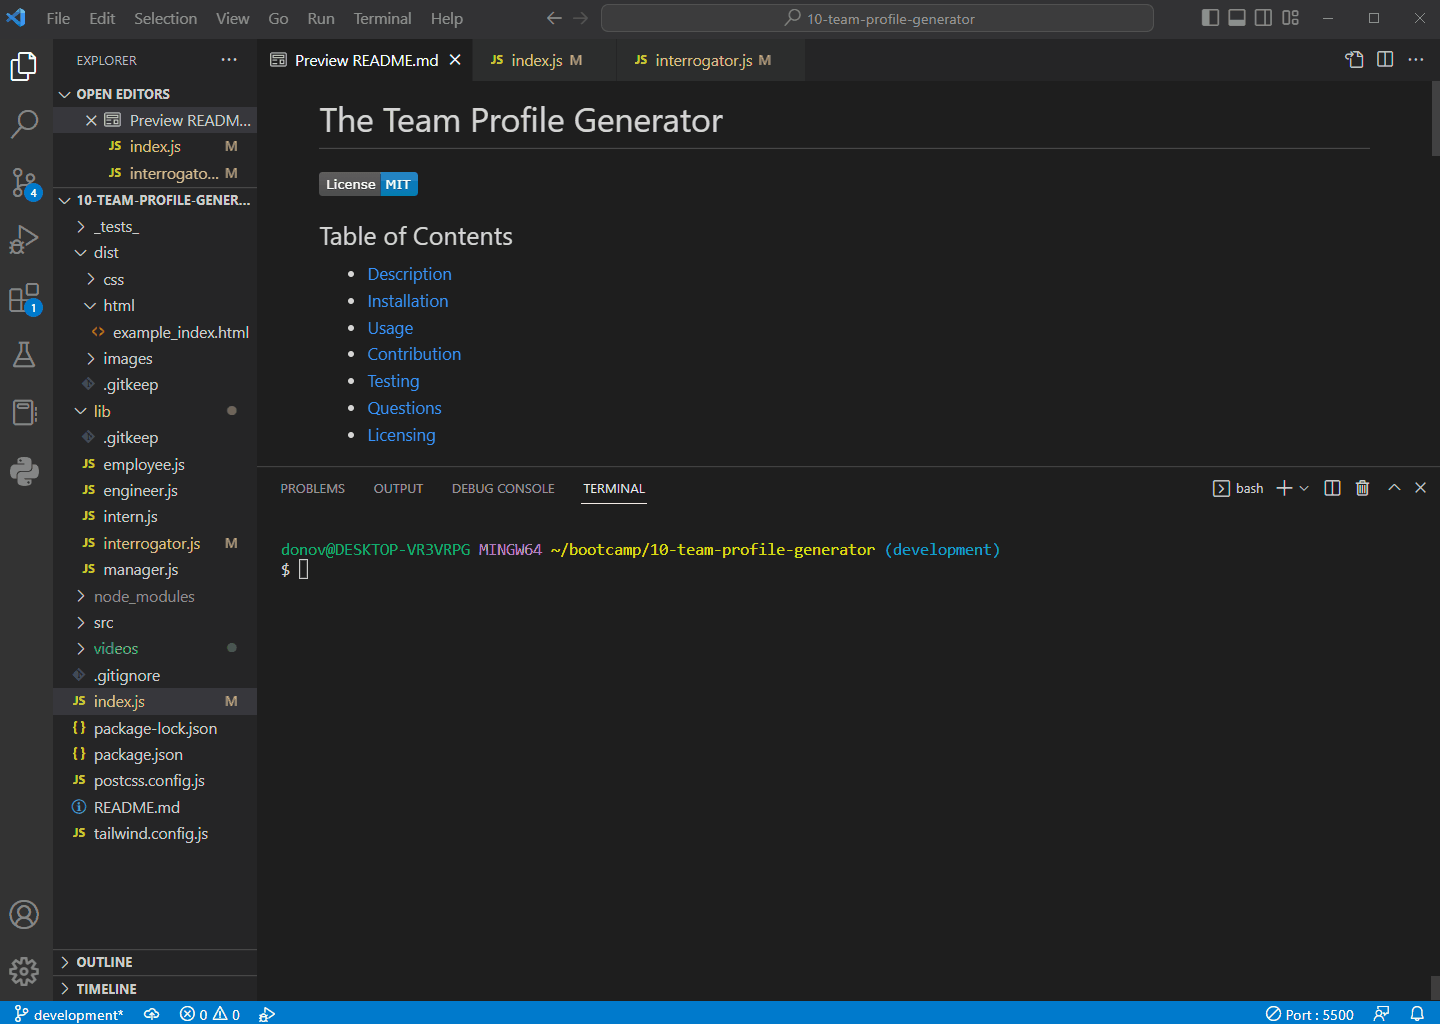 File Edit Selection View Go Run Terminal Help
10-team-profile-generator
EXPLORER
OPEN EDITORS
Preview READM...
JS index.js M
JS interrogato... M
10-TEAM-PROFILE-GENER...
_tests_
dist
css
html
<> example_index.html
images
.gitkeep
lib
.gitkeep
JS employee.js
JS engineer.js
JS intern.js
JS interrogator.js M
JS manager.js
node_modules
src
videos
.gitignore
JS index.js M
{} package-lock.json
{} package.json
JS postcss.config.js
README.md
JS tailwind.config.js
OUTLINE
TIMELINE
4
1
Preview README.md JS index.js M JS interrogator.js M
The Team Profile Generator
License MIT
Table of Contents
• Description
• Installation
• Usage
• Contribution
• Testing
• Questions
• Licensing
PROBLEMS OUTPUT DEBUG CONSOLE TERMINAL bash
donov@DESKTOP-VR3VRPG MINGW64 ~/bootcamp/10-team-profile-generator (development)
$
development* 0 0 Port : 5500